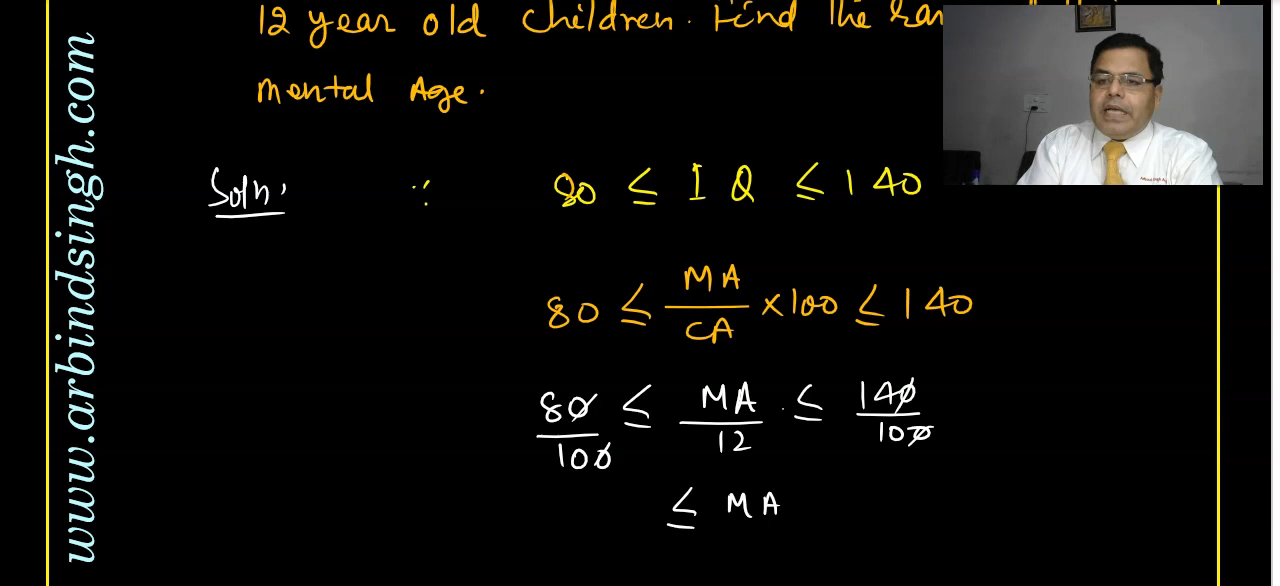 12 year old children. Find the
mental Age.
Soln, ∵ 80 ≤ IQ ≤ 140
80 ≤ MA/CA ×100 ≤ 140
80/100 ≤ MA/12 ≤ 140/100
≤ MA
www.arbindsingh.com